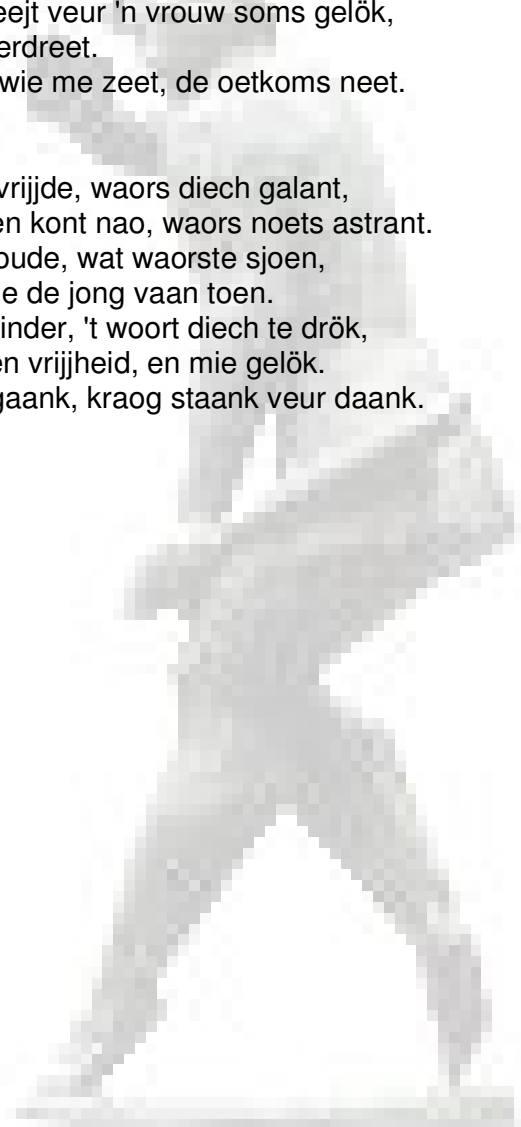 eejt veur 'n vrouw soms gelök,
erdreet.
wie me zeet, de oetkoms neet.
vrijjde, waors diech galant,
en kont nao, waors noets astrant.
oude, wat waorste sjoen,
e de jong vaan toen.
inder, 't woort diech te drök,
en vrijjheid, en mie gelök.
gaank, kraog staank veur daank.